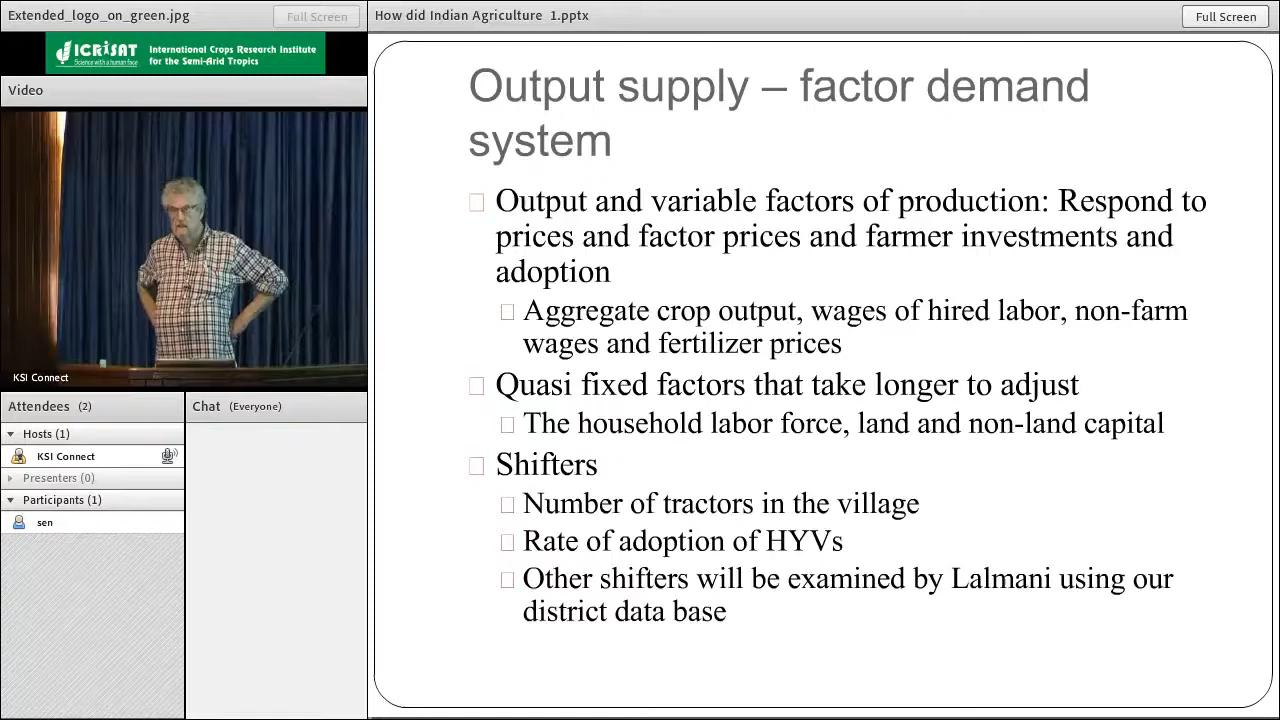 Extended_logo_on_green.jpg
Full Screen
How did Indian Agriculture 1.pptx
Full Screen
ICRISAT
Science with a human face
International Crops Research Institute
for the Semi-Arid Tropics
Video
KSI Connect
Attendees (2)
Hosts (1)
KSI Connect
Presenters (0)
Participants (1)
sen
Chat (Everyone)
Output supply – factor demand
system
Output and variable factors of production: Respond to
prices and factor prices and farmer investments and
adoption
Aggregate crop output, wages of hired labor, non-farm
wages and fertilizer prices
Quasi fixed factors that take longer to adjust
The household labor force, land and non-land capital
Shifters
Number of tractors in the village
Rate of adoption of HYVs
Other shifters will be examined by Lalmani using our
district data base